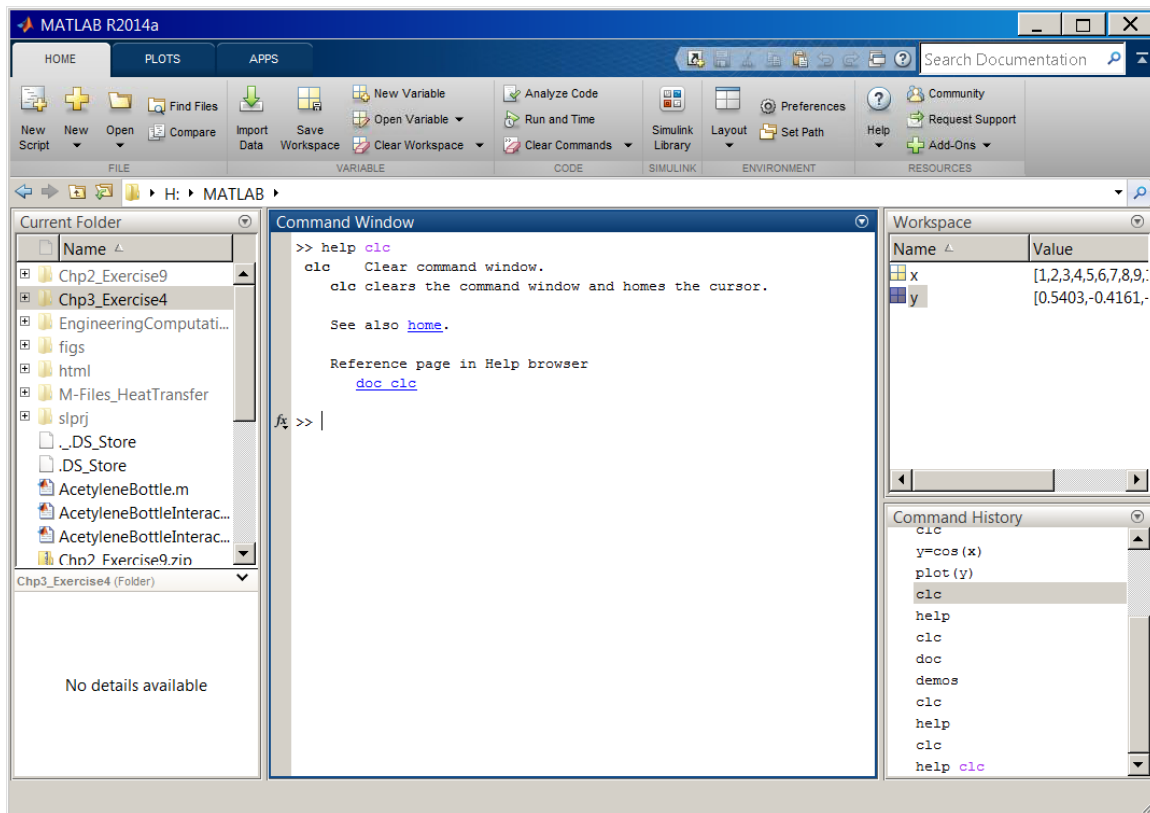 MATLAB R2014a
HOME PLOTS APPS
Search Documentation
New Script
New
Open
Find Files
Compare
FILE
Import Data
Save Workspace
New Variable
Open Variable
Clear Workspace
VARIABLE
Analyze Code
Run and Time
Clear Commands
CODE
Simulink Library
SIMULINK
Layout
Preferences
Set Path
ENVIRONMENT
Help
Community
Request Support
Add-Ons
RESOURCES
H: MATLAB
Current Folder
Name
Chp2_Exercise9
Chp3_Exercise4
EngineeringComputati...
figs
html
M-Files_HeatTransfer
slprj
._.DS_Store
.DS_Store
AcetyleneBottle.m
AcetyleneBottleInterac...
AcetyleneBottleInterac...
Chp2_Exercise9.zip
Chp3_Exercise4 (Folder)
No details available
Command Window
>> help clc
clc Clear command window.
clc clears the command window and homes the cursor.
See also home.
Reference page in Help browser
doc clc
fx >>
Workspace
Name Value
x [1,2,3,4,5,6,7,8,9,
y [0.5403,-0.4161,-
Command History
clc
y=cos(x)
plot(y)
clc
help
clc
doc
demos
clc
help
clc
help clc